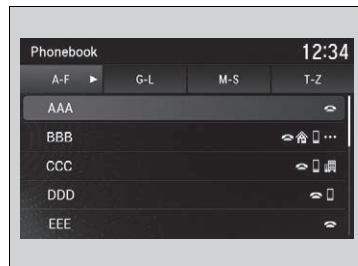 Phonebook 12:34
A-F G-L M-S T-Z
AAA
BBB
CCC
DDD
EEE